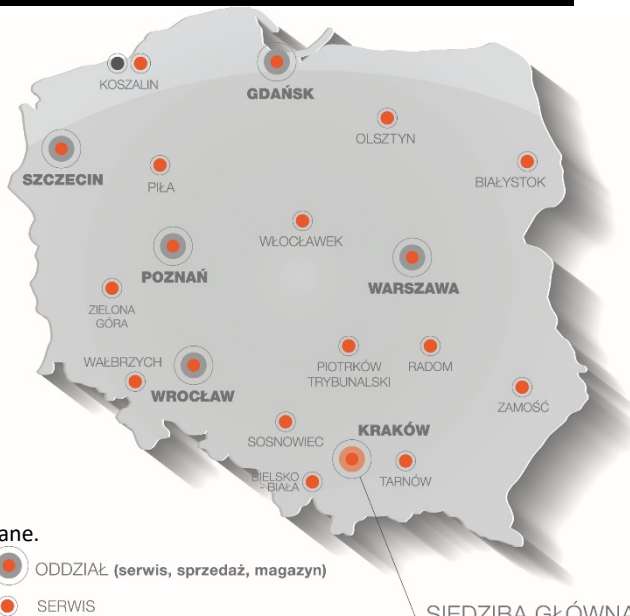 KOSZALIN
GDAŃSK
OLSZTYN
SZCZECIN
PIŁA
BIAŁYSTOK
WŁOCŁAWEK
POZNAŃ
WARSZAWA
ZIELONA
GÓRA
WAŁBRZYCH
PIOTRKÓW
TRYBUNALSKI
RADOM
WROCŁAW
ZAMOŚĆ
SOSNOWIEC
KRAKÓW
BIELSKO
- BIAŁA
TARNÓW
ane.
ODDZIAŁ (serwis, sprzedaż, magazyn)
SERWIS
SIEDZIBA GŁÓWNA